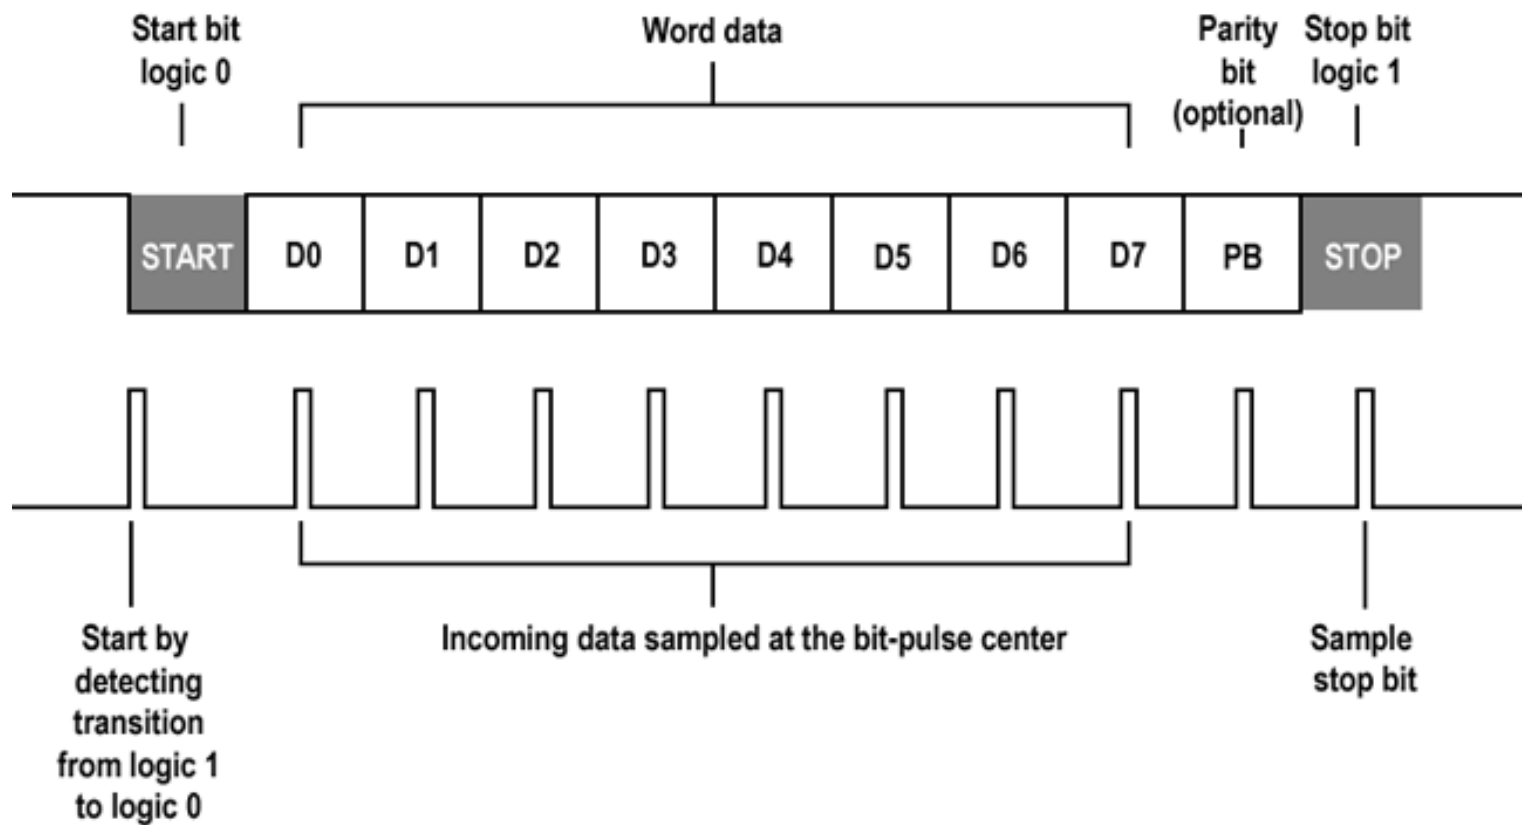 Start bit
logic 0
Word data
Parity
bit
(optional)
Stop bit
logic 1
START D0 D1 D2 D3 D4 D5 D6 D7 PB STOP
Start by
detecting
transition
from logic 1
to logic 0
Incoming data sampled at the bit-pulse center
Sample
stop bit